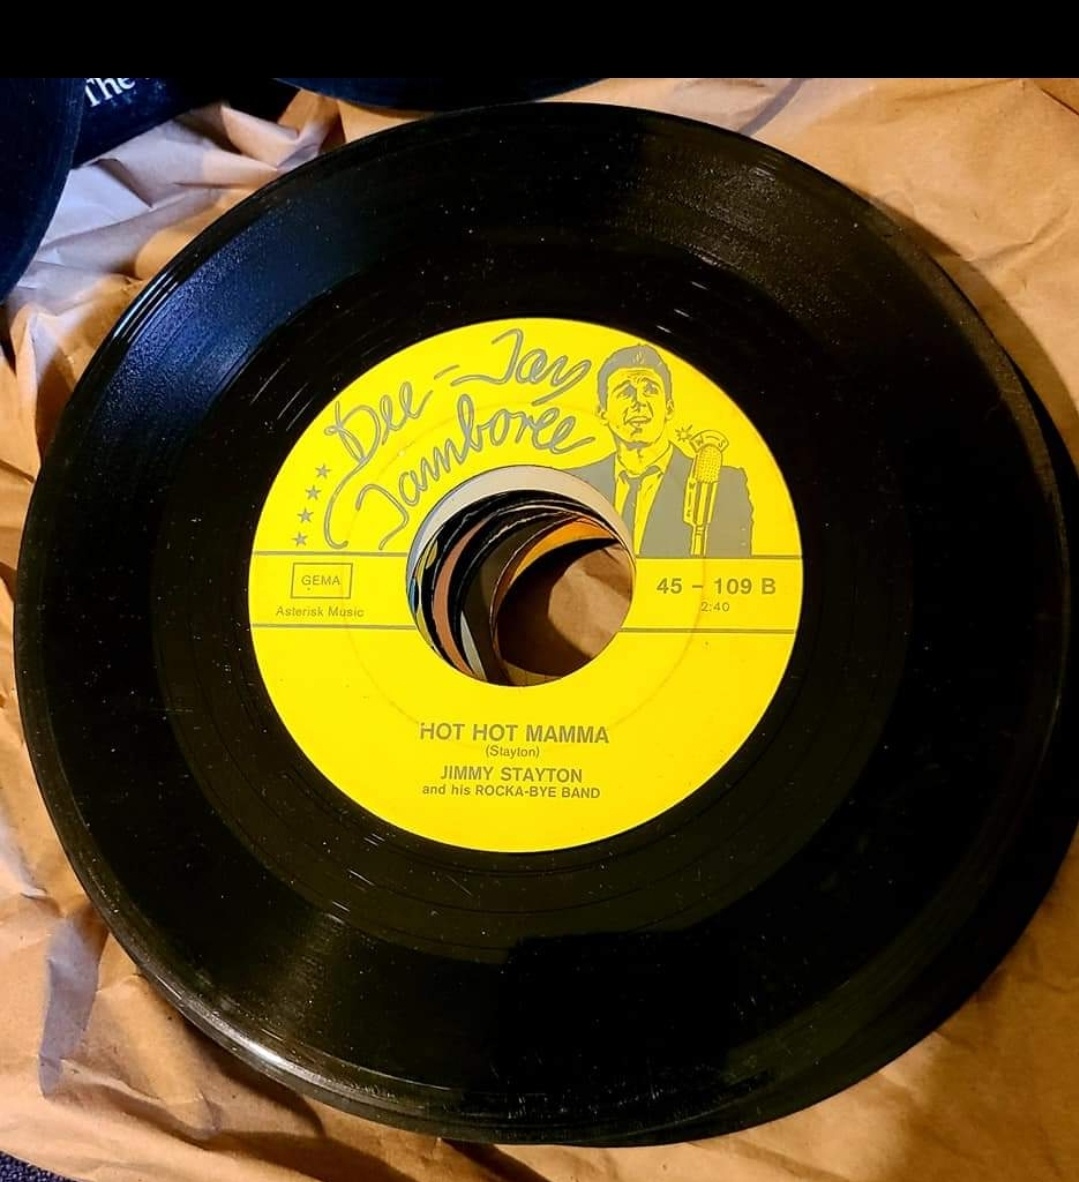 The
Dee-Jay
Jamboree
GEMA
Asterisk Music
45 - 109 B
2:40
HOT HOT MAMMA
(Stayton)
JIMMY STAYTON
and his ROCKA-BYE BAND